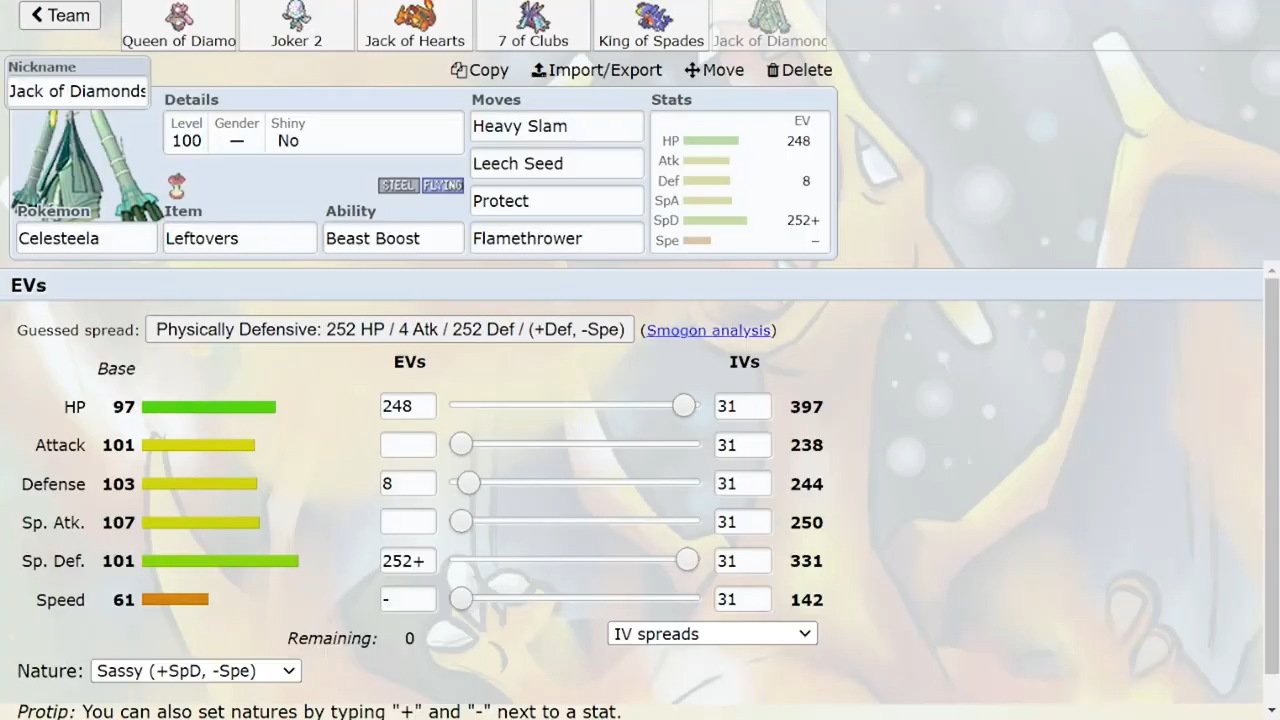 Team
Queen of Diamo
Joker 2
Jack of Hearts
7 of Clubs
King of Spades
Jack of Diamonc
Copy
Import/Export
Move
Delete
Nickname
Jack of Diamonds
Details
Level
100
Gender
—
Shiny
No
STEEL
FLYING
Pokémon
Celesteela
Item
Leftovers
Ability
Beast Boost
Moves
Heavy Slam
Leech Seed
Protect
Flamethrower
Stats
EV
HP 248
Atk
Def 8
SpA
SpD 252+
Spe –
EVs
Guessed spread: Physically Defensive: 252 HP / 4 Atk / 252 Def / (+Def, -Spe) (Smogon analysis)
Base EVs IVs
HP 97 248 31 397
Attack 101 31 238
Defense 103 8 31 244
Sp. Atk. 107 31 250
Sp. Def. 101 252+ 31 331
Speed 61 - 31 142
Remaining: 0 IV spreads
Nature: Sassy (+SpD, -Spe)
Protip: You can also set natures by typing "+" and "-" next to a stat.